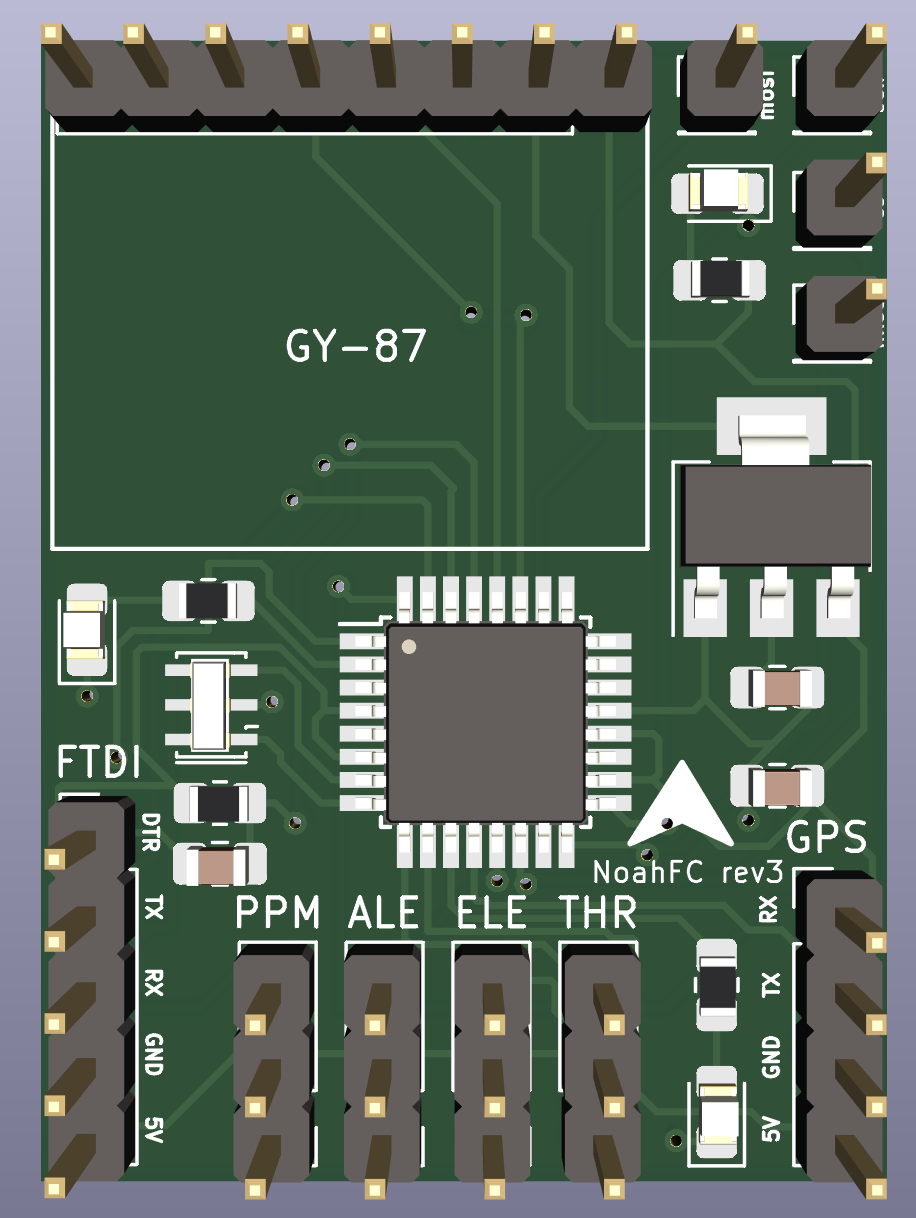 mosi
GY-87
FTDI
GPS
DTR
NoahFC rev3
TX
PPM
ALE
ELE
THR
RX
RX
TX
GND
GND
5V
5V